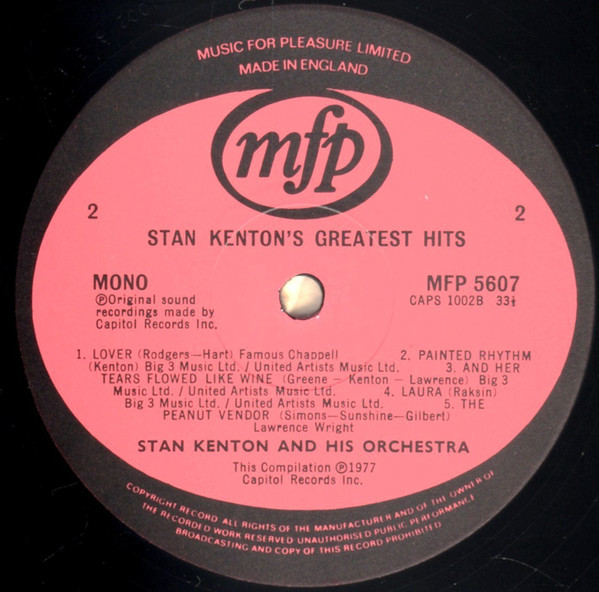 MUSIC FOR PLEASURE LIMITED
MADE IN ENGLAND
mfp
2 2
STAN KENTON'S GREATEST HITS
MONO MFP 5607
ⓅOriginal sound CAPS 1002B 33⅓
recordings made by
Capitol Records Inc.
1. LOVER (Rodgers—Hart) Famous Chappell 2. PAINTED RHYTHM
(Kenton) Big 3 Music Ltd. / United Artists Music Ltd. 3. AND HER
TEARS FLOWED LIKE WINE (Greene - Kenton - Lawrence) Big 3
Music Ltd. / United Artists Music Ltd. 4. LAURA (Raksin)
Big 3 Music Ltd. / United Artists Music Ltd. 5. THE
PEANUT VENDOR (Simons—Sunshine—Gilbert)
Lawrence Wright
STAN KENTON AND HIS ORCHESTRA
This Compilation Ⓟ1977
Capitol Records Inc.
COPYRIGHT RECORD ALL RIGHTS OF THE MANUFACTURER AND OF THE OWNER OF
THE RECORDED WORK RESERVED UNAUTHORISED PUBLIC PERFORMANCE
BROADCASTING AND COPY OF THIS RECORD PROHIBITED